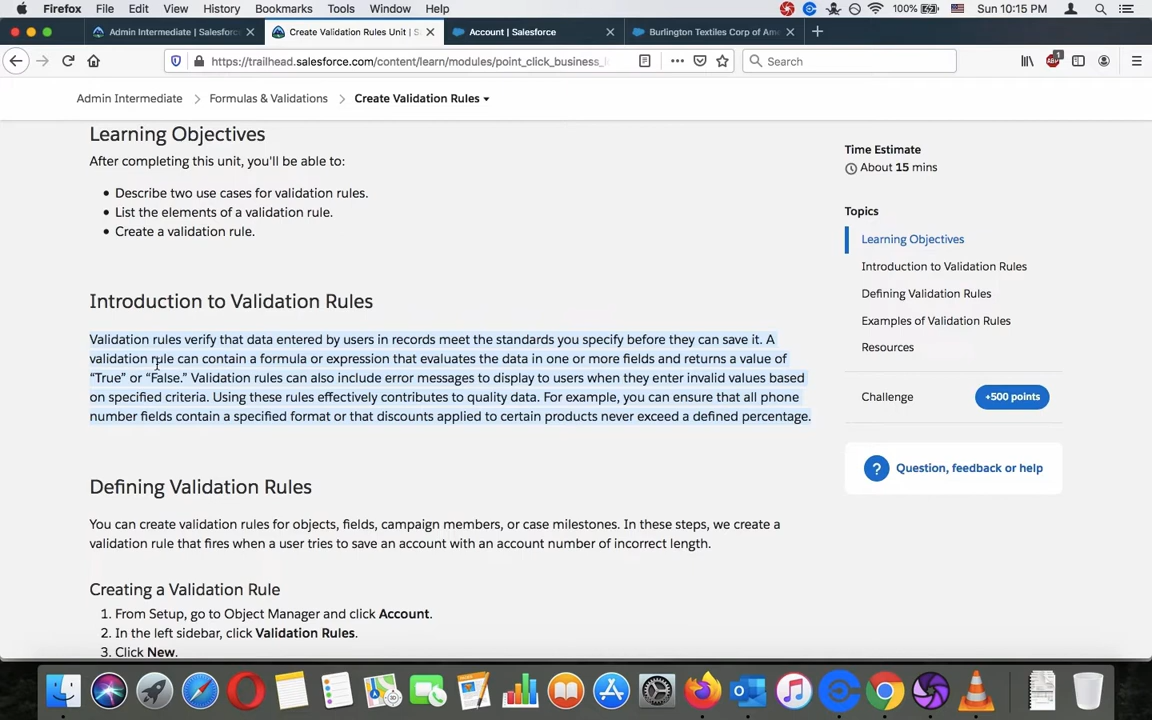 Firefox File Edit View History Bookmarks Tools Window Help 100% Sun 10:15 PM
Admin Intermediate | Salesforc
Create Validation Rules Unit | S
Account | Salesforce
Burlington Textiles Corp of Ame
https://trailhead.salesforce.com/content/learn/modules/point_click_business_l
Search
Admin Intermediate > Formulas & Validations > Create Validation Rules
Learning Objectives
After completing this unit, you'll be able to:
• Describe two use cases for validation rules.
• List the elements of a validation rule.
• Create a validation rule.
Introduction to Validation Rules
Validation rules verify that data entered by users in records meet the standards you specify before they can save it. A
validation rule can contain a formula or expression that evaluates the data in one or more fields and returns a value of
“True” or “False.” Validation rules can also include error messages to display to users when they enter invalid values based
on specified criteria. Using these rules effectively contributes to quality data. For example, you can ensure that all phone
number fields contain a specified format or that discounts applied to certain products never exceed a defined percentage.
Defining Validation Rules
You can create validation rules for objects, fields, campaign members, or case milestones. In these steps, we create a
validation rule that fires when a user tries to save an account with an account number of incorrect length.
Creating a Validation Rule
1. From Setup, go to Object Manager and click Account.
2. In the left sidebar, click Validation Rules.
3. Click New.
Time Estimate
About 15 mins
Topics
Learning Objectives
Introduction to Validation Rules
Defining Validation Rules
Examples of Validation Rules
Resources
Challenge +500 points
? Question, feedback or help